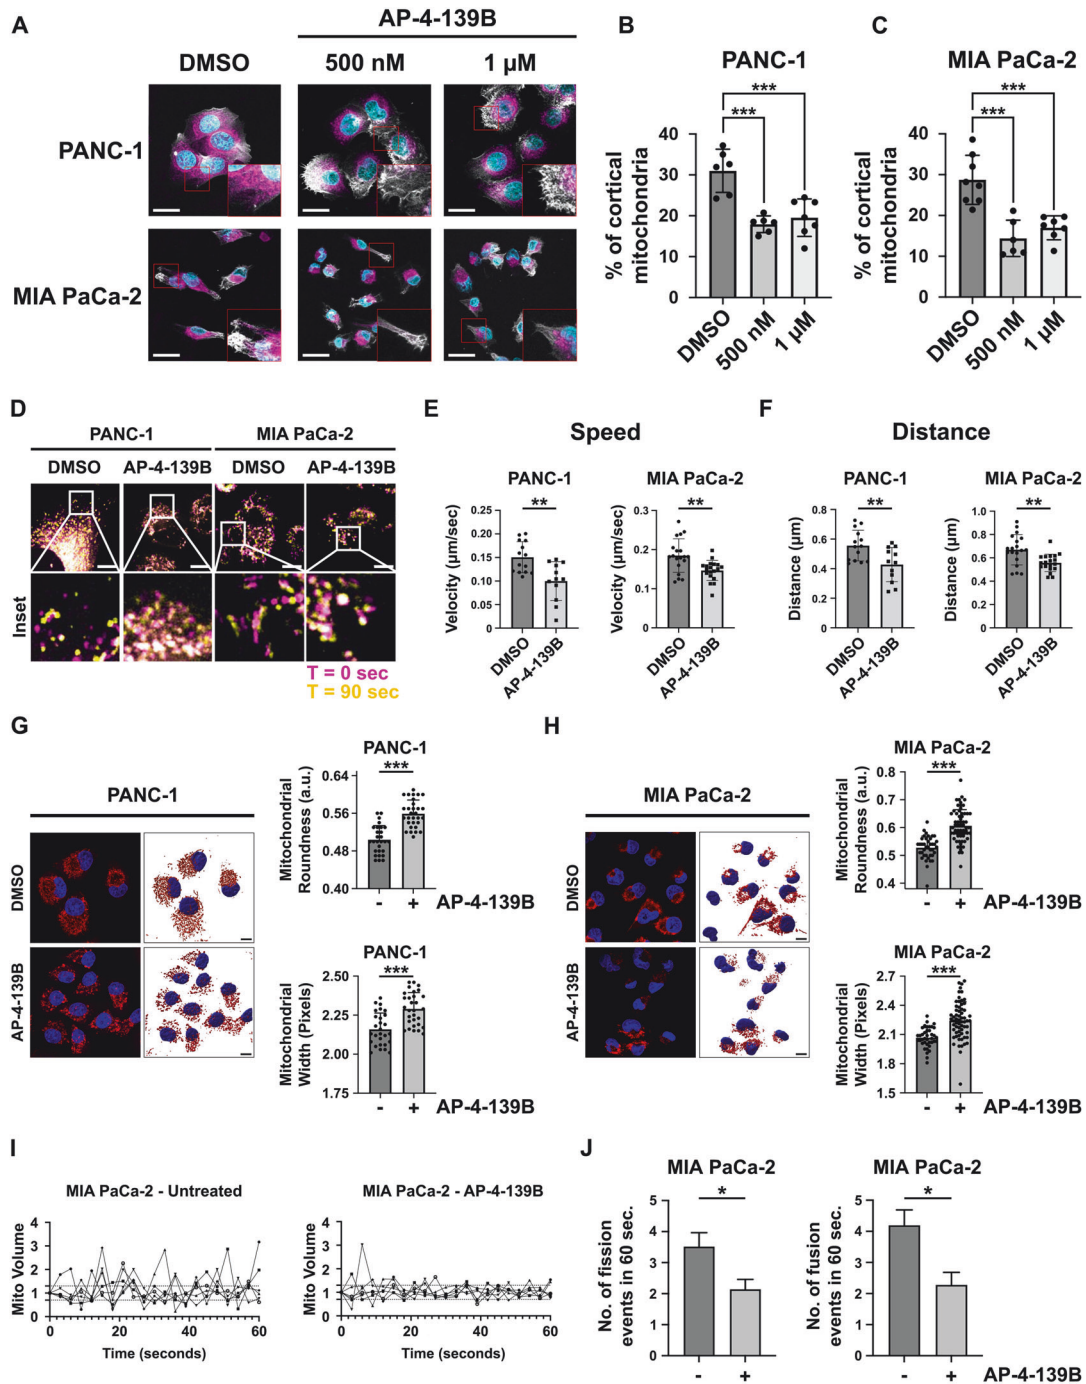 A
AP-4-139B
DMSO
500 nM
1 µM
PANC-1
MIA PaCa-2
B
PANC-1
***
***
% of cortical
mitochondria
40
30
20
10
0
DMSO
500 nM
1 µM
C
MIA PaCa-2
***
***
% of cortical
mitochondria
40
30
20
10
0
DMSO
500 nM
1 µM
D
PANC-1
MIA PaCa-2
DMSO
AP-4-139B
DMSO
AP-4-139B
Inset
T = 0 sec
T = 90 sec
E
Speed
PANC-1
**
Velocity (µm/sec)
0.25
0.20
0.15
0.10
0.05
0
DMSO
AP-4-139B
MIA PaCa-2
**
Velocity (µm/sec)
0.3
0.2
0.1
0
DMSO
AP-4-139B
F
Distance
PANC-1
**
Distance (µm)
0.8
0.6
0.4
0.2
0
DMSO
AP-4-139B
MIA PaCa-2
**
Distance (µm)
1.0
0.8
0.6
0.4
0.2
0
DMSO
AP-4-139B
G
PANC-1
DMSO
AP-4-139B
PANC-1
***
Mitochondrial
Roundness (a.u.)
0.64
0.56
0.48
0.40
- + AP-4-139B
PANC-1
***
Mitochondrial
Width (Pixels)
2.50
2.25
2.00
1.75
- + AP-4-139B
H
MIA PaCa-2
DMSO
AP-4-139B
MIA PaCa-2
***
Mitochondrial
Roundness (a.u.)
0.8
0.7
0.6
0.5
0.4
- + AP-4-139B
MIA PaCa-2
***
Mitochondrial
Width (Pixels)
2.7
2.4
2.1
1.8
1.5
- + AP-4-139B
I
MIA PaCa-2 - Untreated
Mito Volume
4
3
2
1
0
0 20 40 60
Time (seconds)
MIA PaCa-2 - AP-4-139B
Mito Volume
4
3
2
1
0
0 20 40 60
Time (seconds)
J
MIA PaCa-2
*
No. of fission
events in 60 sec.
5
4
3
2
1
0
- +
MIA PaCa-2
*
No. of fusion
events in 60 sec.
5
4
3
2
1
0
- + AP-4-139B